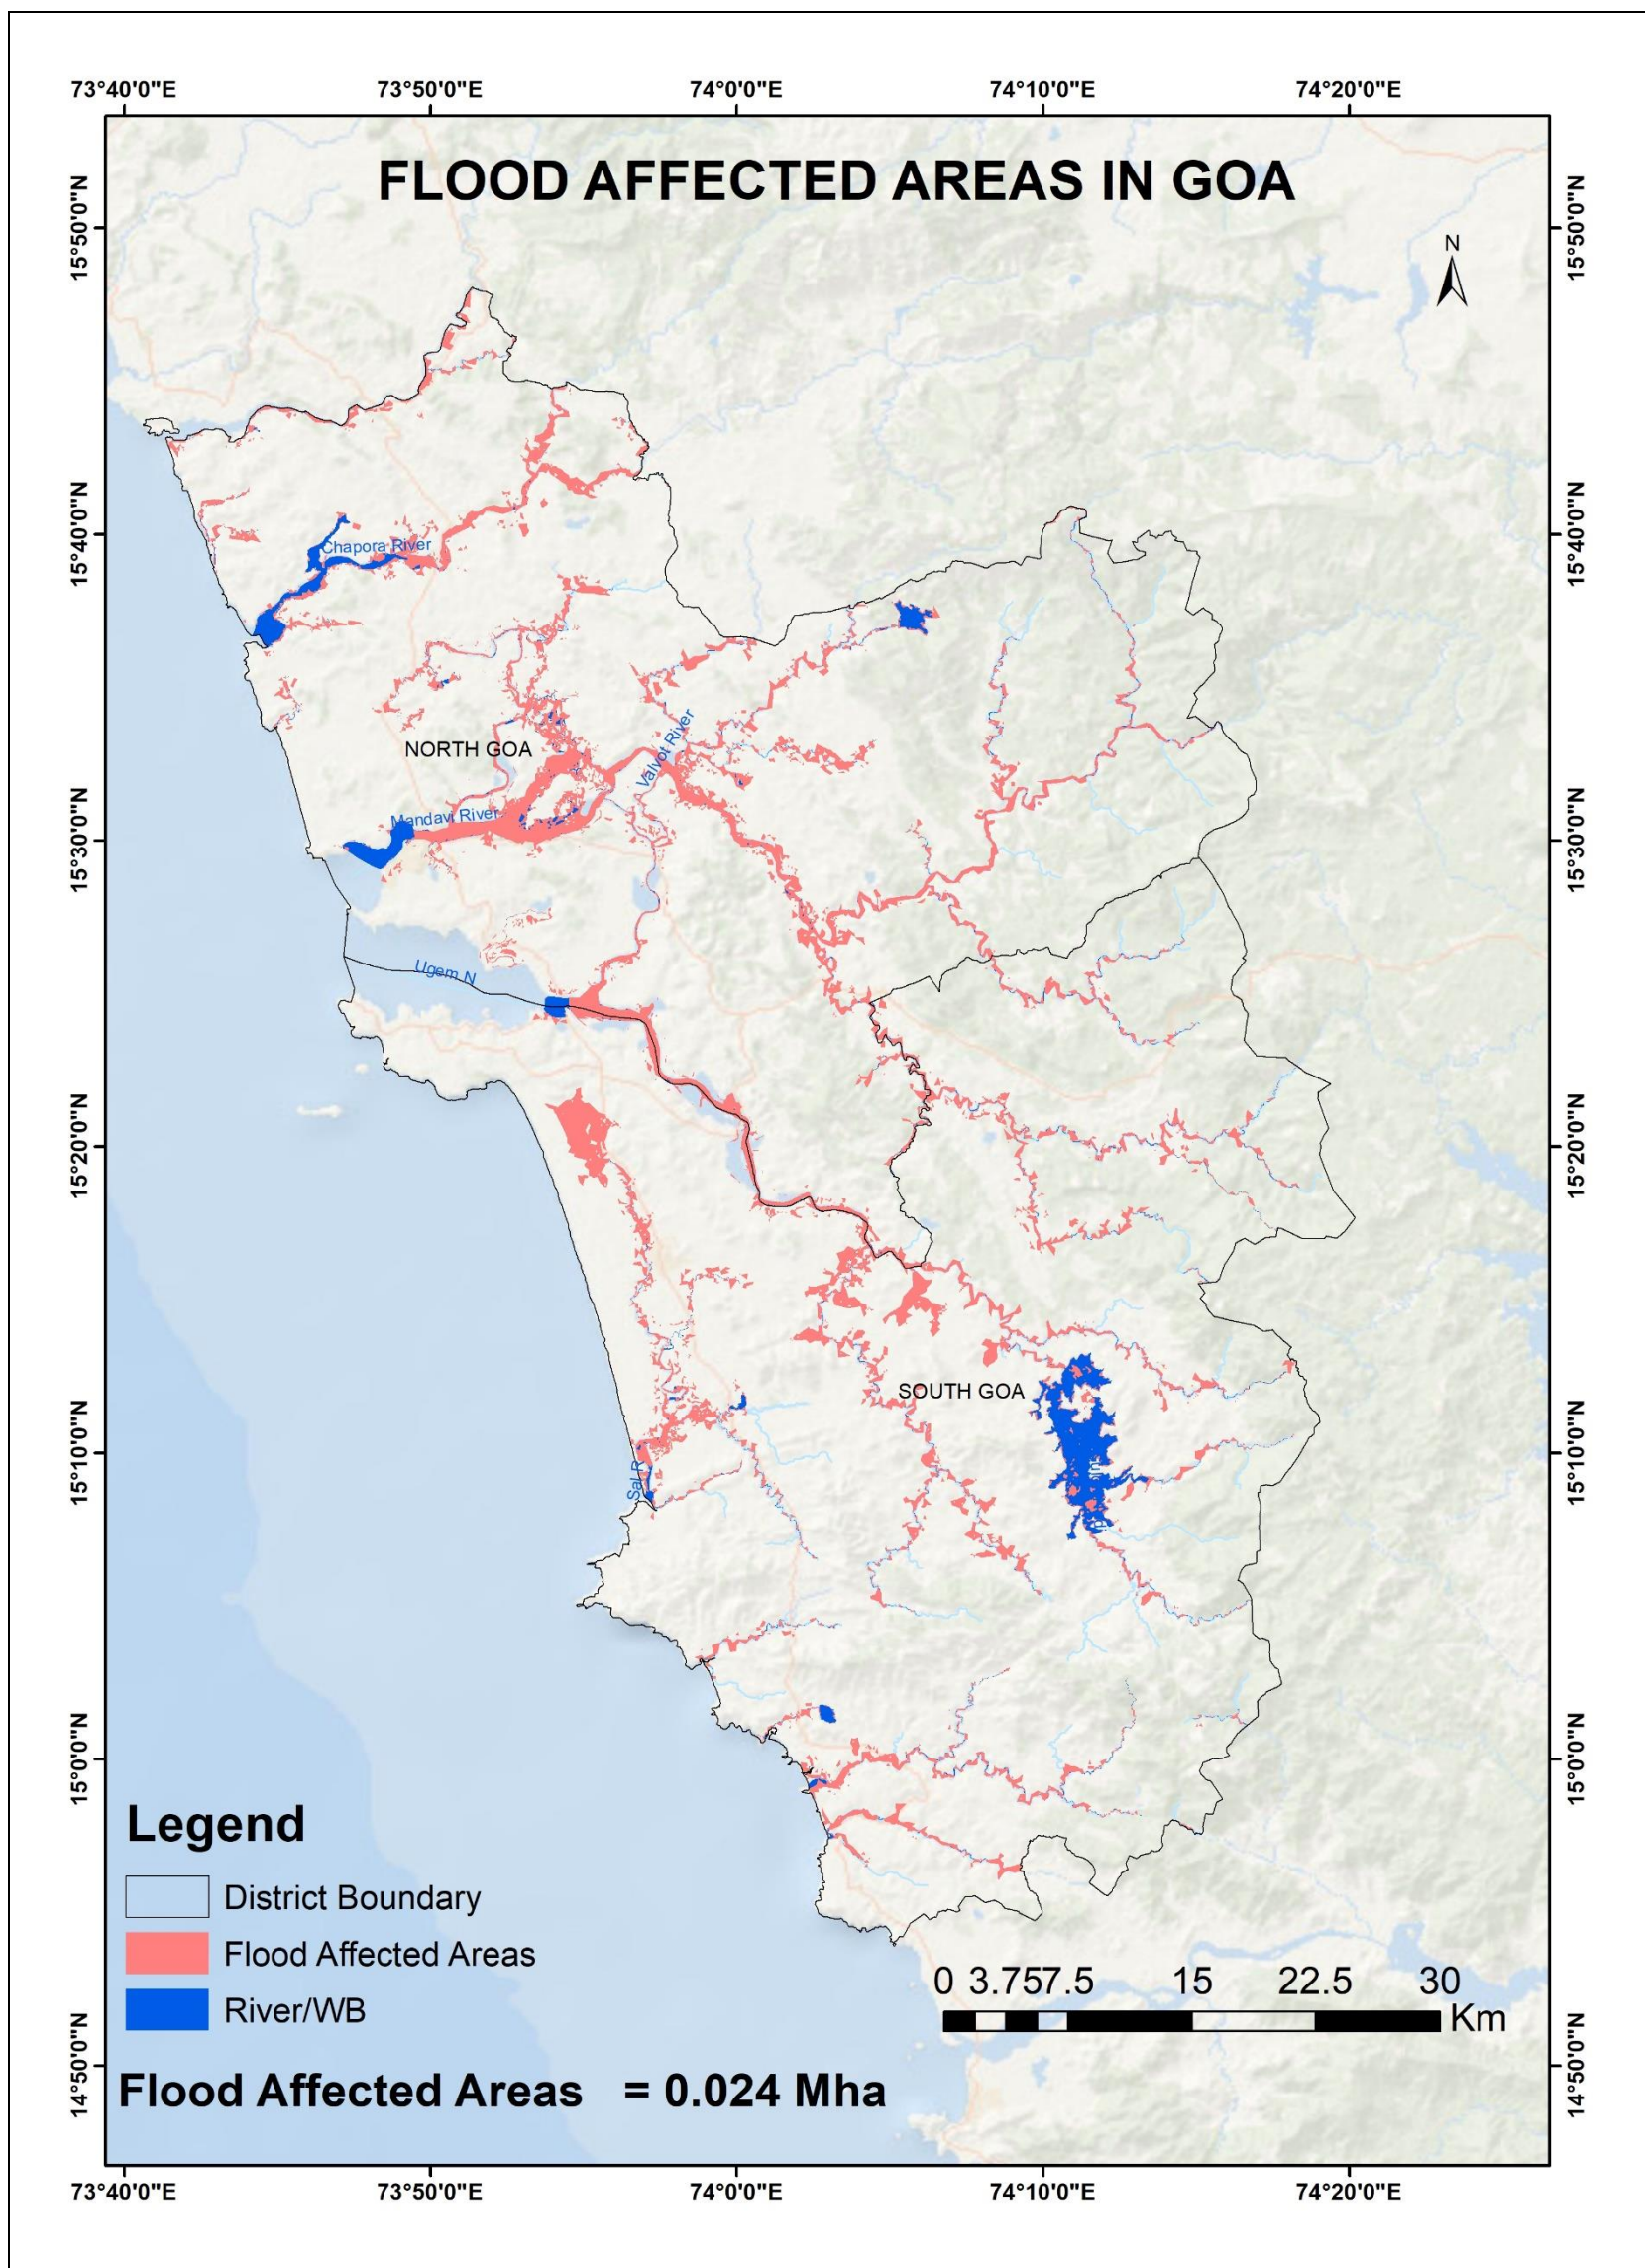 73°40'0"E 73°50'0"E 74°0'0"E 74°10'0"E 74°20'0"E
FLOOD AFFECTED AREAS IN GOA
15°50'0"N 15°50'0"N
N
15°40'0"N 15°40'0"N
Chapora River
Valvot River
NORTH GOA
Mandavi River
15°30'0"N 15°30'0"N
Ugem N
15°20'0"N 15°20'0"N
SOUTH GOA
15°10'0"N 15°10'0"N
Sal R
15°0'0"N 15°0'0"N
Legend
District Boundary
Flood Affected Areas
River/WB
0 3.75 7.5 15 22.5 30
Km
14°50'0"N 14°50'0"N
Flood Affected Areas = 0.024 Mha
73°40'0"E 73°50'0"E 74°0'0"E 74°10'0"E 74°20'0"E